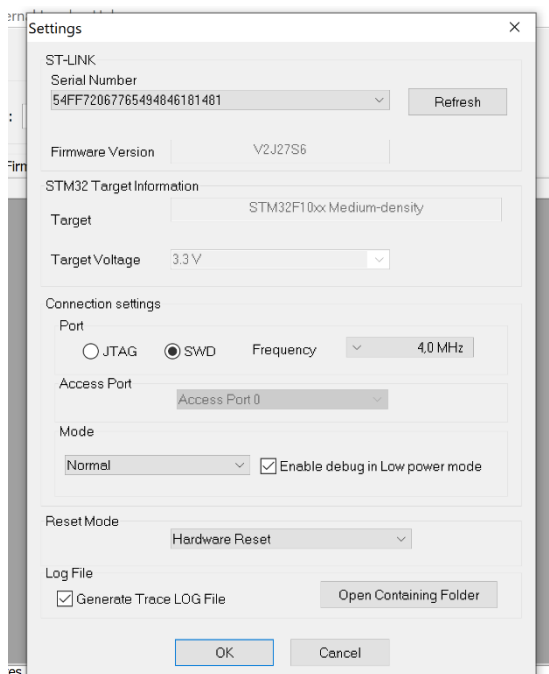 Settings
ST-LINK
Serial Number
54FF72067765494846181481
Refresh
Firmware Version
V2J27S6
STM32 Target Information
Target
STM32F10xx Medium-density
Target Voltage
3.3 V
Connection settings
Port
JTAG
SWD
Frequency
4,0 MHz
Access Port
Access Port 0
Mode
Normal
Enable debug in Low power mode
Reset Mode
Hardware Reset
Log File
Generate Trace LOG File
Open Containing Folder
OK
Cancel